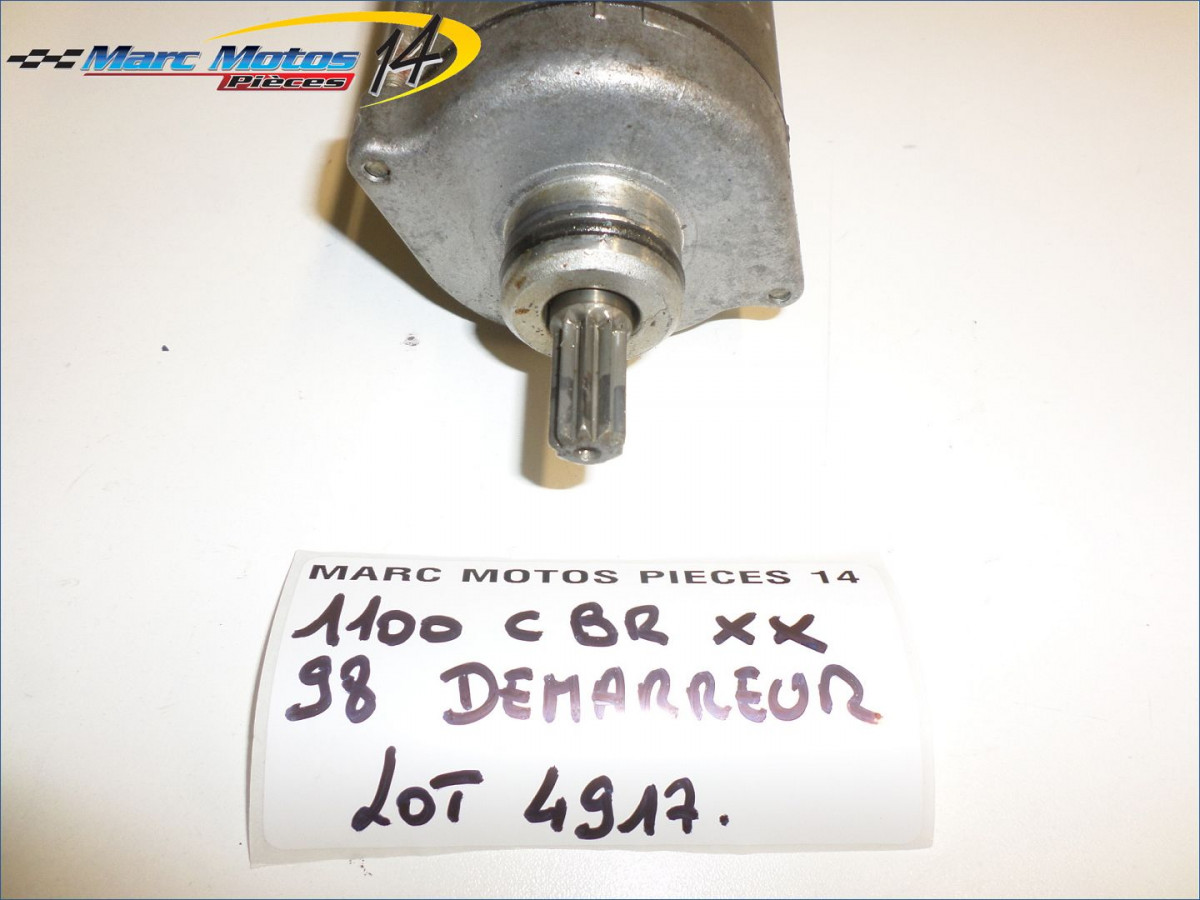 Marc Motos 14
Pièces
MARC MOTOS PIECES 14
1100 CBR XX
98 DEMARREUR
LOT 4917.